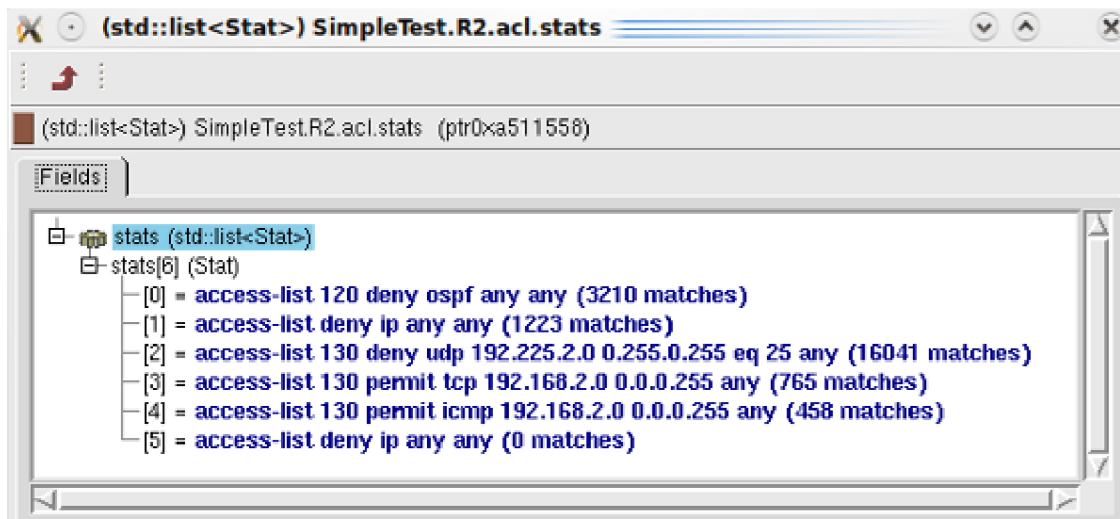 (std::list<Stat>) SimpleTest.R2.acl.stats
(std::list<Stat>) SimpleTest.R2.acl.stats (ptr0xa511558)
Fields
stats (std::list<Stat>)
stats[6] (Stat)
[0] = access-list 120 deny ospf any any (3210 matches)
[1] = access-list deny ip any any (1223 matches)
[2] = access-list 130 deny udp 192.225.2.0 0.255.0.255 eq 25 any (16041 matches)
[3] = access-list 130 permit tcp 192.168.2.0 0.0.0.255 any (765 matches)
[4] = access-list 130 permit icmp 192.168.2.0 0.0.0.255 any (458 matches)
[5] = access-list deny ip any any (0 matches)